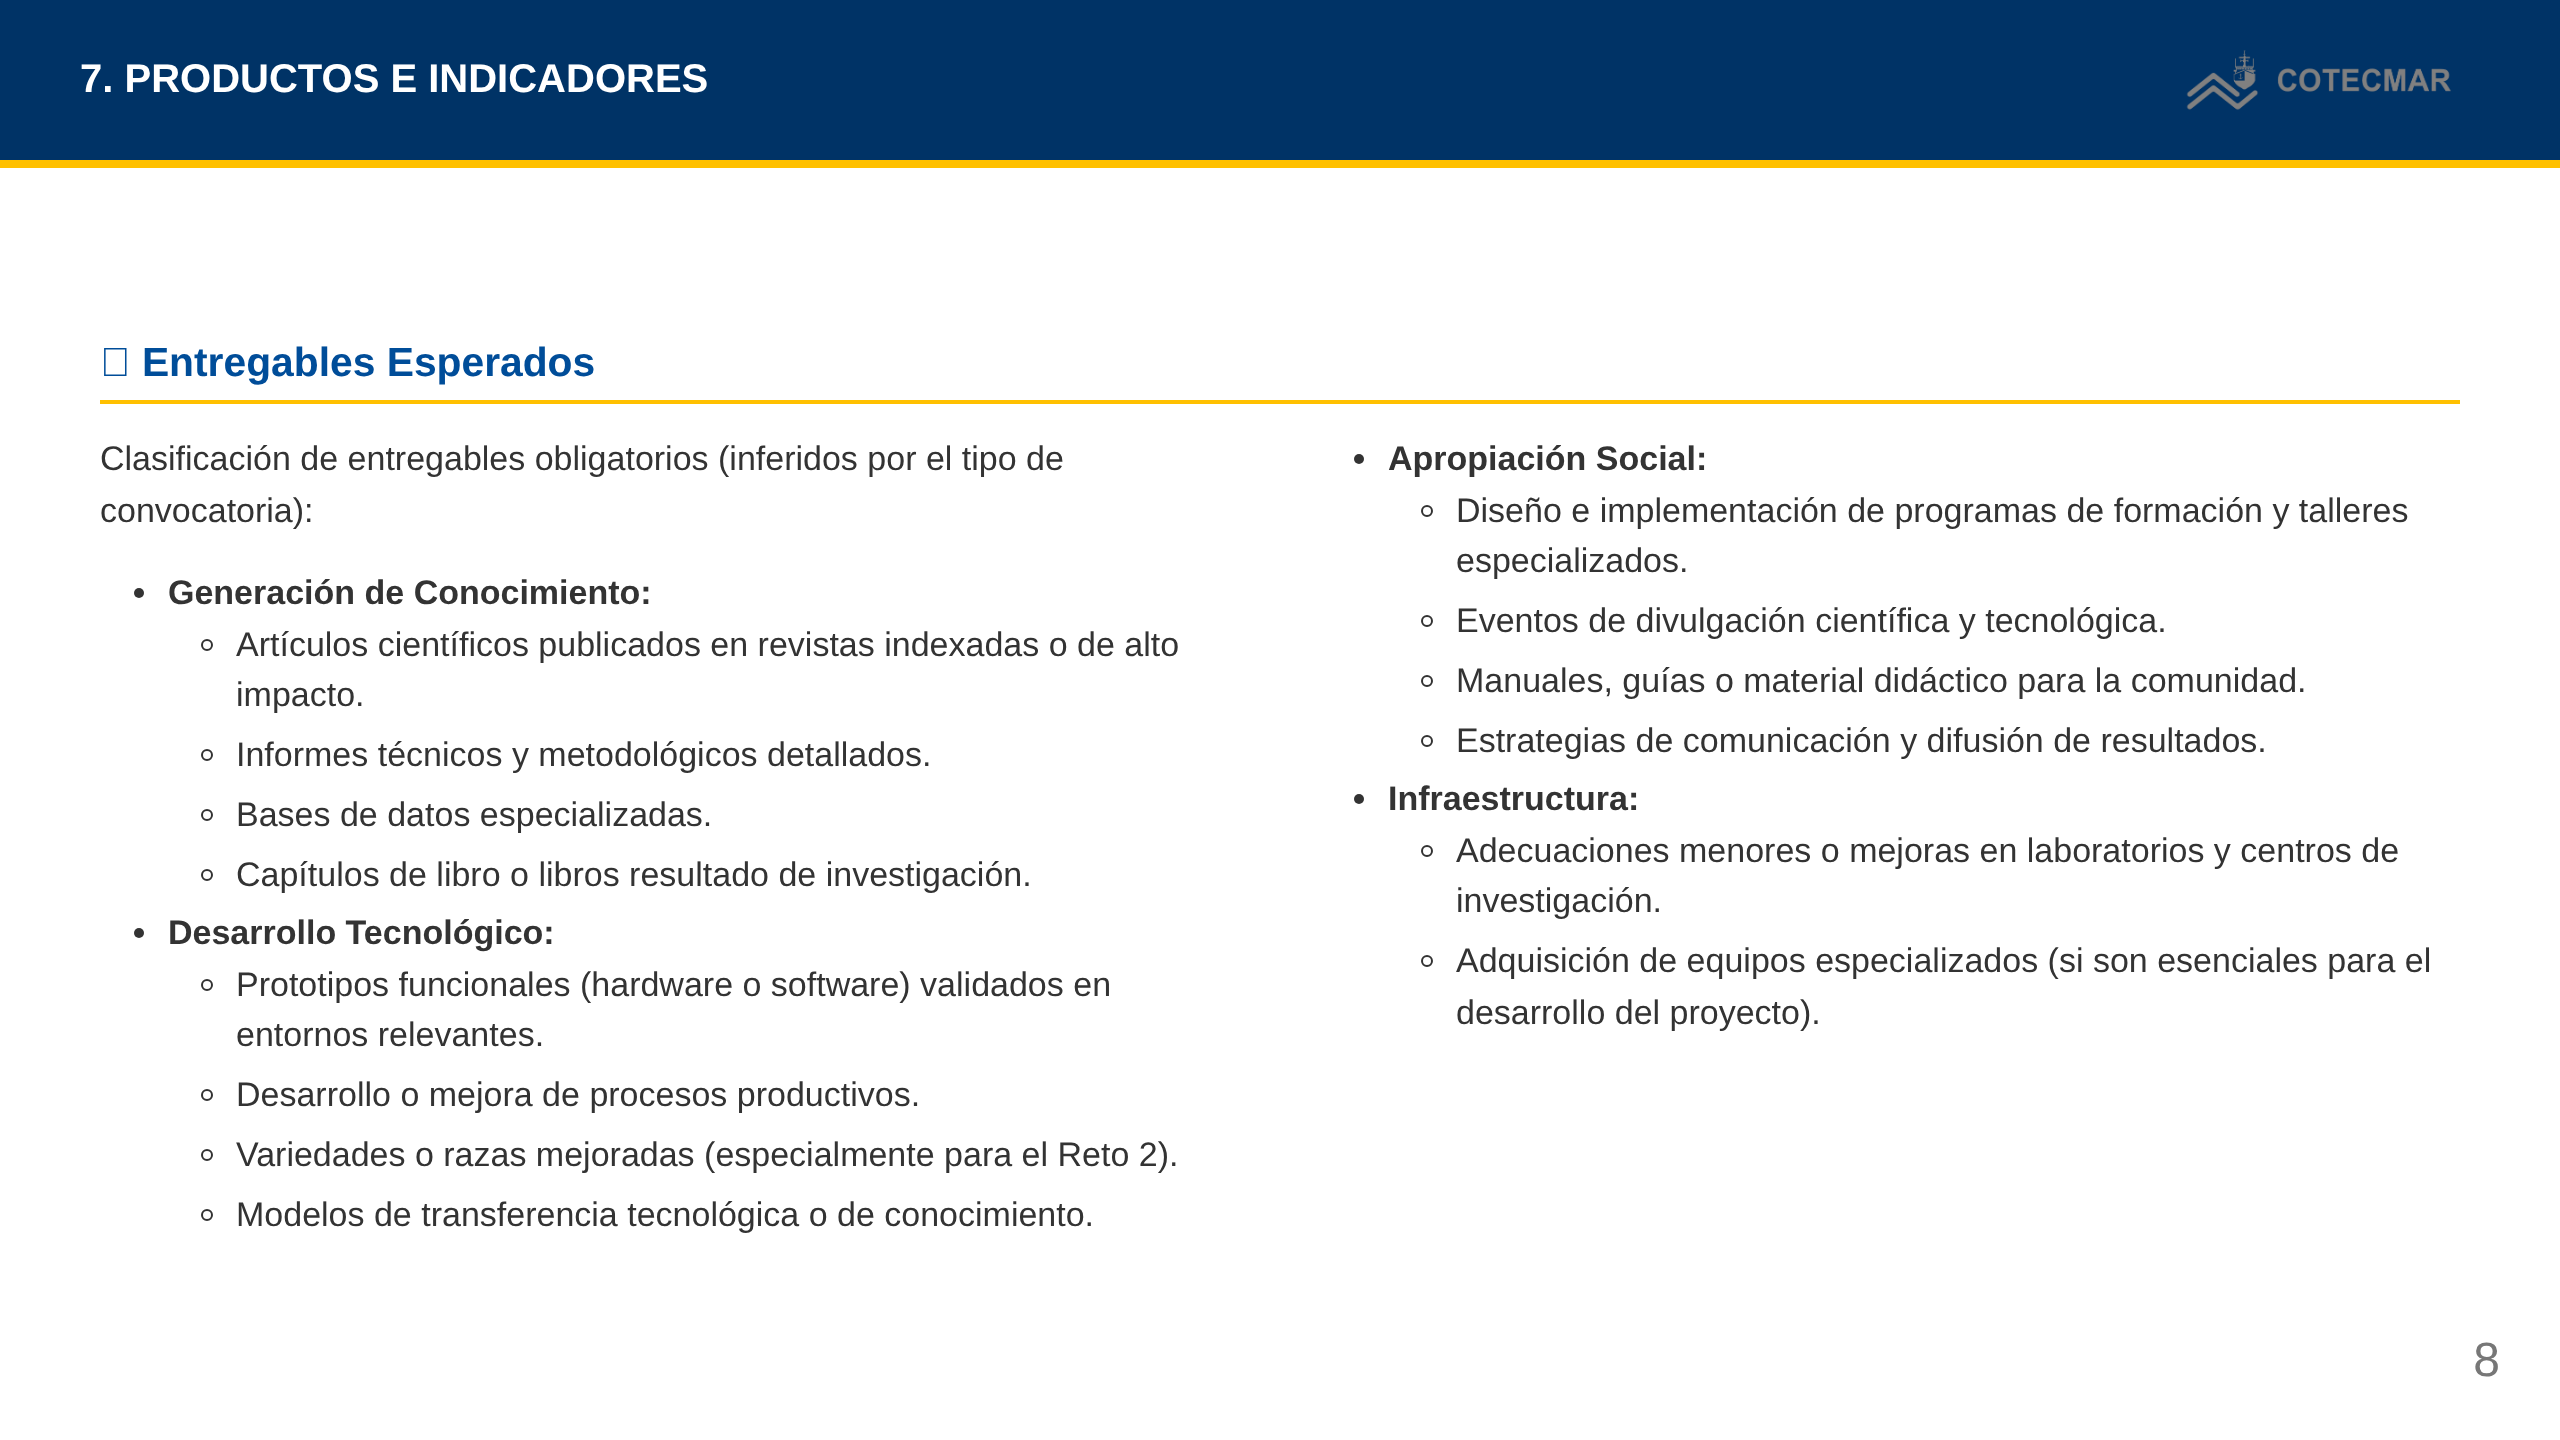 7. PRODUCTOS E INDICADORES
COTECMAR
Entregables Esperados
Clasificación de entregables obligatorios (inferidos por el tipo de
convocatoria):
• Generación de Conocimiento:
◦ Artículos científicos publicados en revistas indexadas o de alto
impacto.
◦ Informes técnicos y metodológicos detallados.
◦ Bases de datos especializadas.
◦ Capítulos de libro o libros resultado de investigación.
• Desarrollo Tecnológico:
◦ Prototipos funcionales (hardware o software) validados en
entornos relevantes.
◦ Desarrollo o mejora de procesos productivos.
◦ Variedades o razas mejoradas (especialmente para el Reto 2).
◦ Modelos de transferencia tecnológica o de conocimiento.
• Apropiación Social:
◦ Diseño e implementación de programas de formación y talleres
especializados.
◦ Eventos de divulgación científica y tecnológica.
◦ Manuales, guías o material didáctico para la comunidad.
◦ Estrategias de comunicación y difusión de resultados.
• Infraestructura:
◦ Adecuaciones menores o mejoras en laboratorios y centros de
investigación.
◦ Adquisición de equipos especializados (si son esenciales para el
desarrollo del proyecto).
8